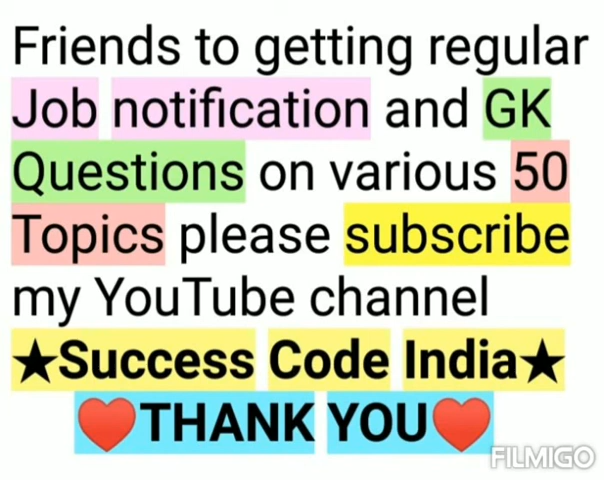 Friends to getting regular
Job notification and GK
Questions on various 50
Topics please subscribe
my YouTube channel
★Success Code India★
❤THANK YOU❤
FILMIGO